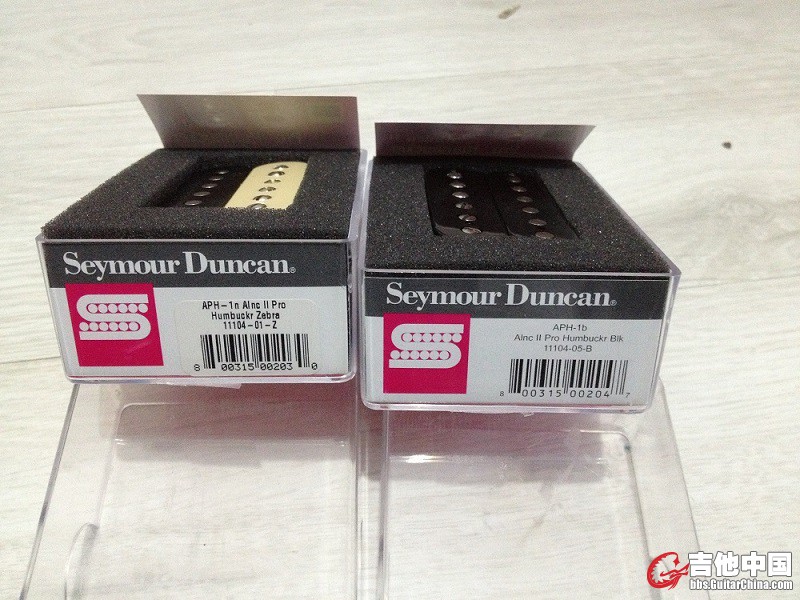 Seymour Duncan®
APH-1n Alnc II Pro
Humbuckr Zebra
11104-01-Z
8 00315 00203 0
Seymour Duncan®
APH-1b
Alnc II Pro Humbuckr Blk
11104-05-B
8 00315 00204 7
吉他中国
bbs.GuitarChina.com